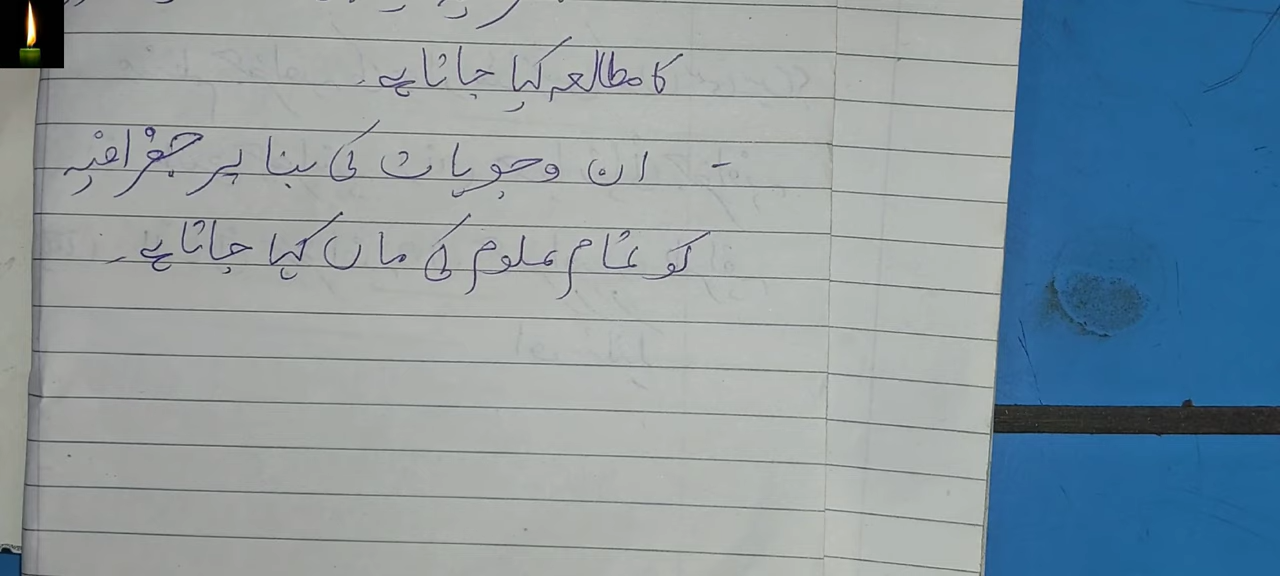 کا مطالعہ کیا جاتا ہے۔
- ان وجوہات کی بنا پر جغرافیہ
کو تمام علوم کی ماں کہا جاتا ہے۔